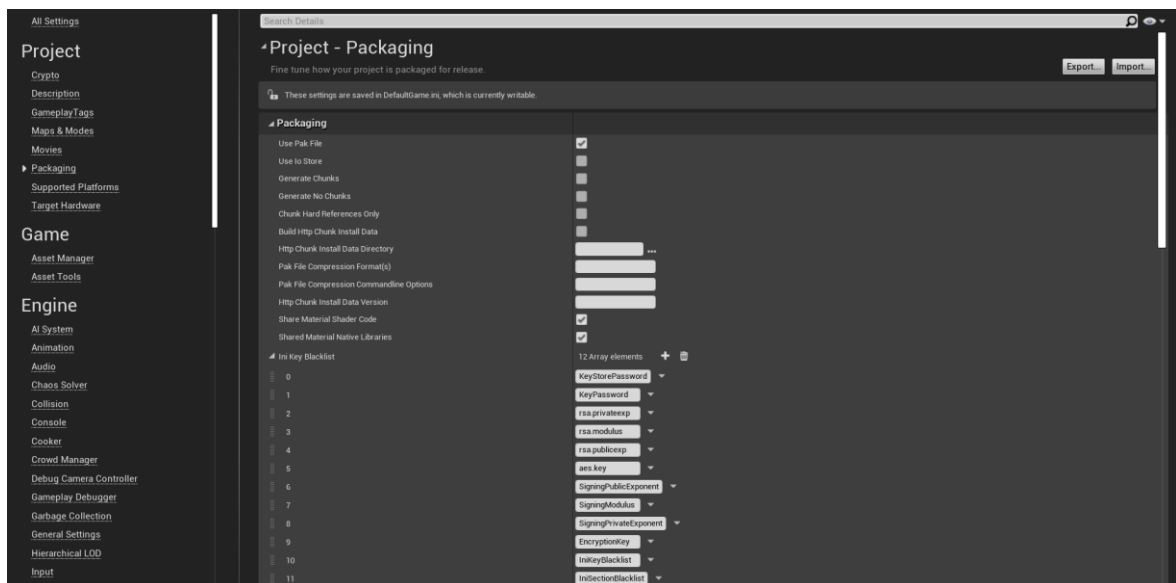 All Settings
Project
Crypto
Description
GameplayTags
Maps & Modes
Movies
Packaging
Supported Platforms
Target Hardware
Game
Asset Manager
Asset Tools
Engine
AI System
Animation
Audio
Chaos Solver
Collision
Console
Cooker
Crowd Manager
Debug Camera Controller
Gameplay Debugger
Garbage Collection
General Settings
Hierarchical LOD
Input
Search Details
Project - Packaging
Fine tune how your project is packaged for release.
Export... Import...
These settings are saved in DefaultGame.ini, which is currently writable.
Packaging
Use Pak File
Use Io Store
Generate Chunks
Generate No Chunks
Chunk Hard References Only
Build Http Chunk Install Data
Http Chunk Install Data Directory ...
Pak File Compression Format(s)
Pak File Compression Commandline Options
Http Chunk Install Data Version
Share Material Shader Code
Shared Material Native Libraries
Ini Key Blacklist 12 Array elements
0 KeyStorePassword
1 KeyPassword
2 rsa.privateexp
3 rsa.modulus
4 rsa.publicexp
5 aes.key
6 SigningPublicExponent
7 SigningModulus
8 SigningPrivateExponent
9 EncryptionKey
10 IniKeyBlacklist
11 IniSectionBlacklist